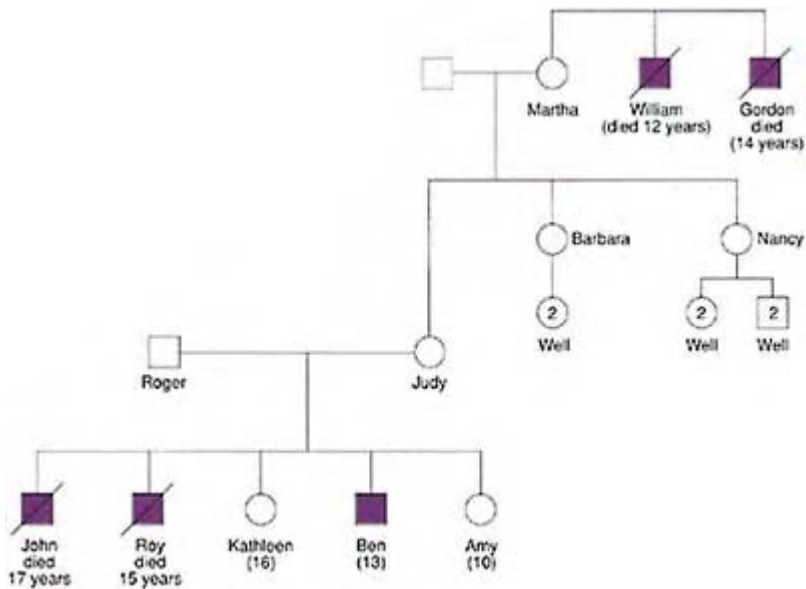 Martha
William
(died 12 years)
Gordon
died
(14 years)
Barbara
Nancy
2
Well
2
Well
2
Well
Roger
Judy
John
died
17 years
Roy
died
15 years
Kathleen
(16)
Ben
(13)
Amy
(10)